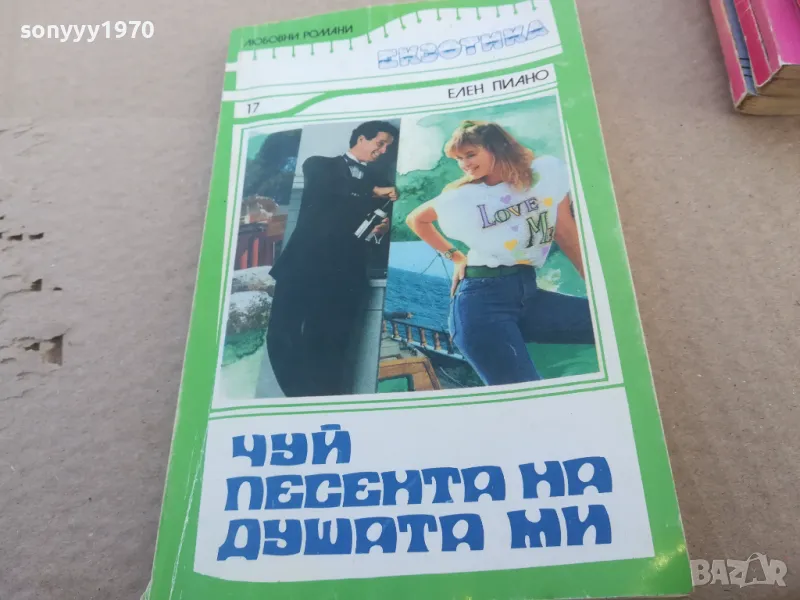 sonyyy1970
ЛЮБОВНИ РОМАНИ
ЕКЗОТИКА
17
ЕЛЕН ПИАНО
LOVE
ME
ЧУЙ
ПЕСЕНТА НА
ДУШАТА МИ
BAZAR